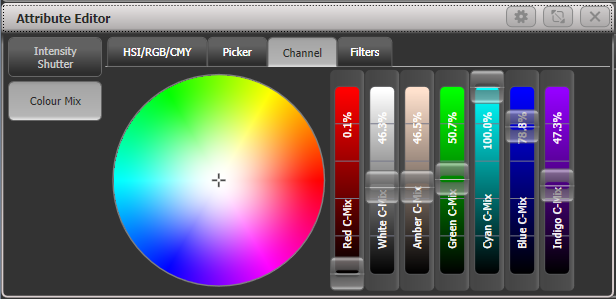 Attribute Editor
Intensity
Shutter
Colour Mix
HSI/RGB/CMY
Picker
Channel
Filters
0.1%
Red C-Mix
46.3%
White C-Mix
46.5%
Amber C-Mix
50.7%
Green C-Mix
100.0%
Cyan C-Mix
78.8%
Blue C-Mix
47.3%
Indigo C-Mix